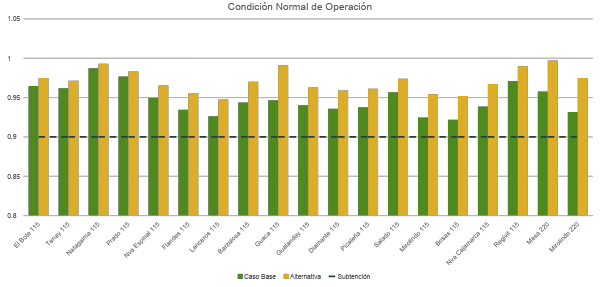 Condición Normal de Operación
1.05
1
0.95
0.9
0.85
0.8
El Bote 115
Tenay 115
Natagaima 115
Prado 115
Nva Espinal 115
Flandes 115
Lanceros 115
Barzalosa 115
Guaca 115
Gualanday 115
Diamante 115
Picaleña 115
Salado 115
Mirolindo 115
Brisas 115
Nva Cajamarca 115
Regivit 115
Mesa 220
Mirolindo 220
Caso Base Alternativa Subtención